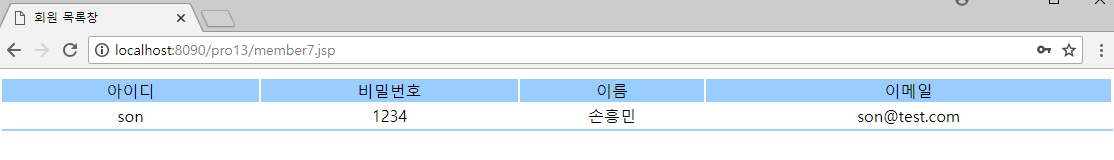 회원 목록창
localhost:8090/pro13/member7.jsp
아이디 비밀번호 이름 이메일
son 1234 손흥민 son@test.com